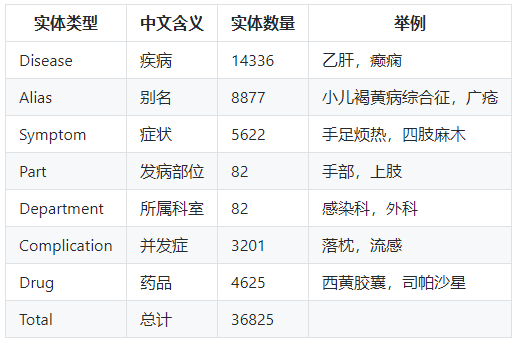 实体类型 中文含义 实体数量 举例
Disease 疾病 14336 乙肝，癫痫
Alias 别名 8877 小儿褐黄病综合征，广疮
Symptom 症状 5622 手足烦热，四肢麻木
Part 发病部位 82 手部，上肢
Department 所属科室 82 感染科，外科
Complication 并发症 3201 落枕，流感
Drug 药品 4625 西黄胶囊，司帕沙星
Total 总计 36825